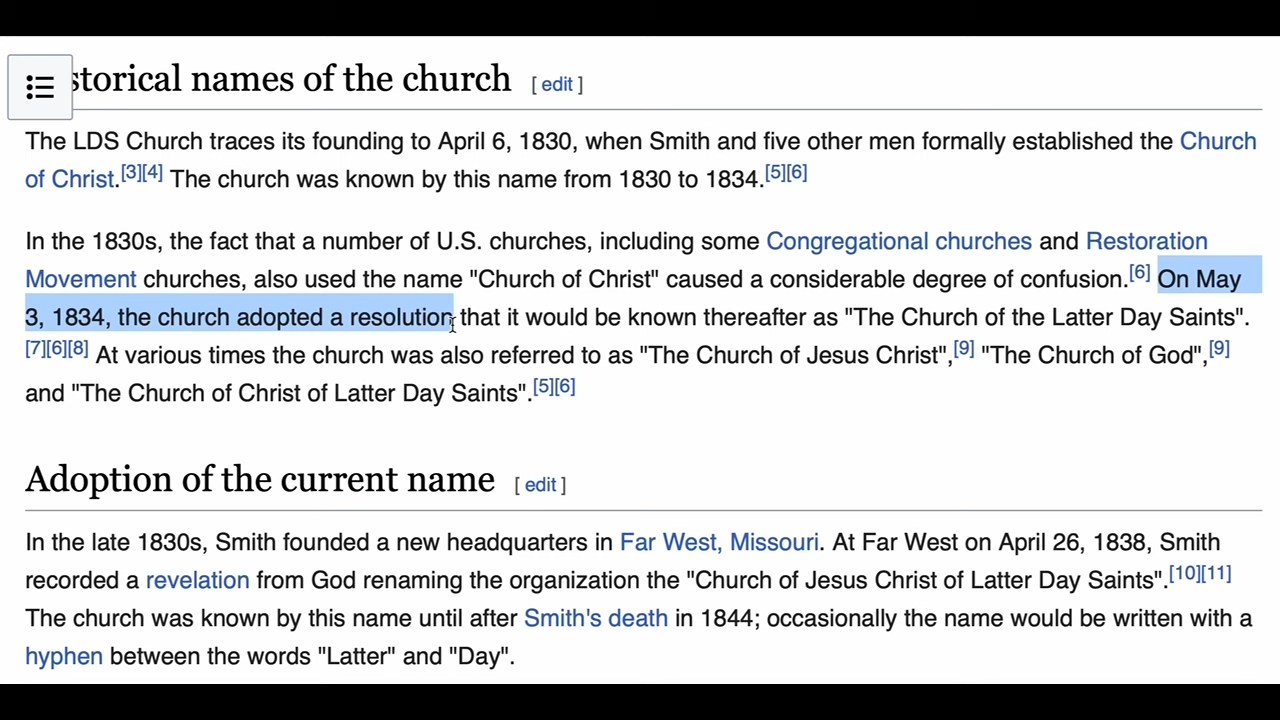 storical names of the church [ edit ]
The LDS Church traces its founding to April 6, 1830, when Smith and five other men formally established the Church
of Christ.[3][4] The church was known by this name from 1830 to 1834.[5][6]
In the 1830s, the fact that a number of U.S. churches, including some Congregational churches and Restoration
Movement churches, also used the name "Church of Christ" caused a considerable degree of confusion.[6] On May
3, 1834, the church adopted a resolution that it would be known thereafter as "The Church of the Latter Day Saints".
[7][6][8] At various times the church was also referred to as "The Church of Jesus Christ",[9] "The Church of God",[9]
and "The Church of Christ of Latter Day Saints".[5][6]
Adoption of the current name [ edit ]
In the late 1830s, Smith founded a new headquarters in Far West, Missouri. At Far West on April 26, 1838, Smith
recorded a revelation from God renaming the organization the "Church of Jesus Christ of Latter Day Saints".[10][11]
The church was known by this name until after Smith's death in 1844; occasionally the name would be written with a
hyphen between the words "Latter" and "Day".